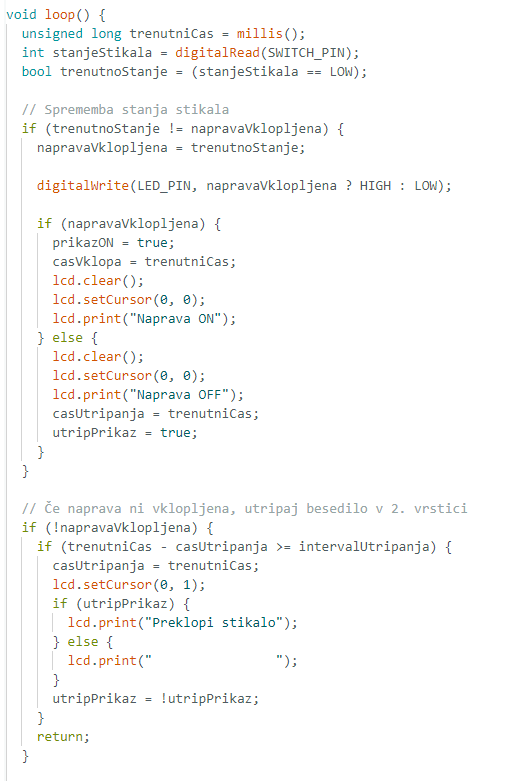 void loop() {
  unsigned long trenutniCas = millis();
  int stanjeStikala = digitalRead(SWITCH_PIN);
  bool trenutnoStanje = (stanjeStikala == LOW);

  // Sprememba stanja stikala
  if (trenutnoStanje != napravaVklopljena) {
    napravaVklopljena = trenutnoStanje;

    digitalWrite(LED_PIN, napravaVklopljena ? HIGH : LOW);

    if (napravaVklopljena) {
      prikazON = true;
      casVklopa = trenutniCas;
      lcd.clear();
      lcd.setCursor(0, 0);
      lcd.print("Naprava ON");
    } else {
      lcd.clear();
      lcd.setCursor(0, 0);
      lcd.print("Naprava OFF");
      casUtripanja = trenutniCas;
      utripPrikaz = true;
    }
  }

  // Če naprava ni vklopljena, utripaj besedilo v 2. vrstici
  if (!napravaVklopljena) {
    if (trenutniCas - casUtripanja >= intervalUtripanja) {
      casUtripanja = trenutniCas;
      lcd.setCursor(0, 1);
      if (utripPrikaz) {
        lcd.print("Preklopi stikalo");
      } else {
        lcd.print("                ");
      }
      utripPrikaz = !utripPrikaz;
    }
    return;
  }